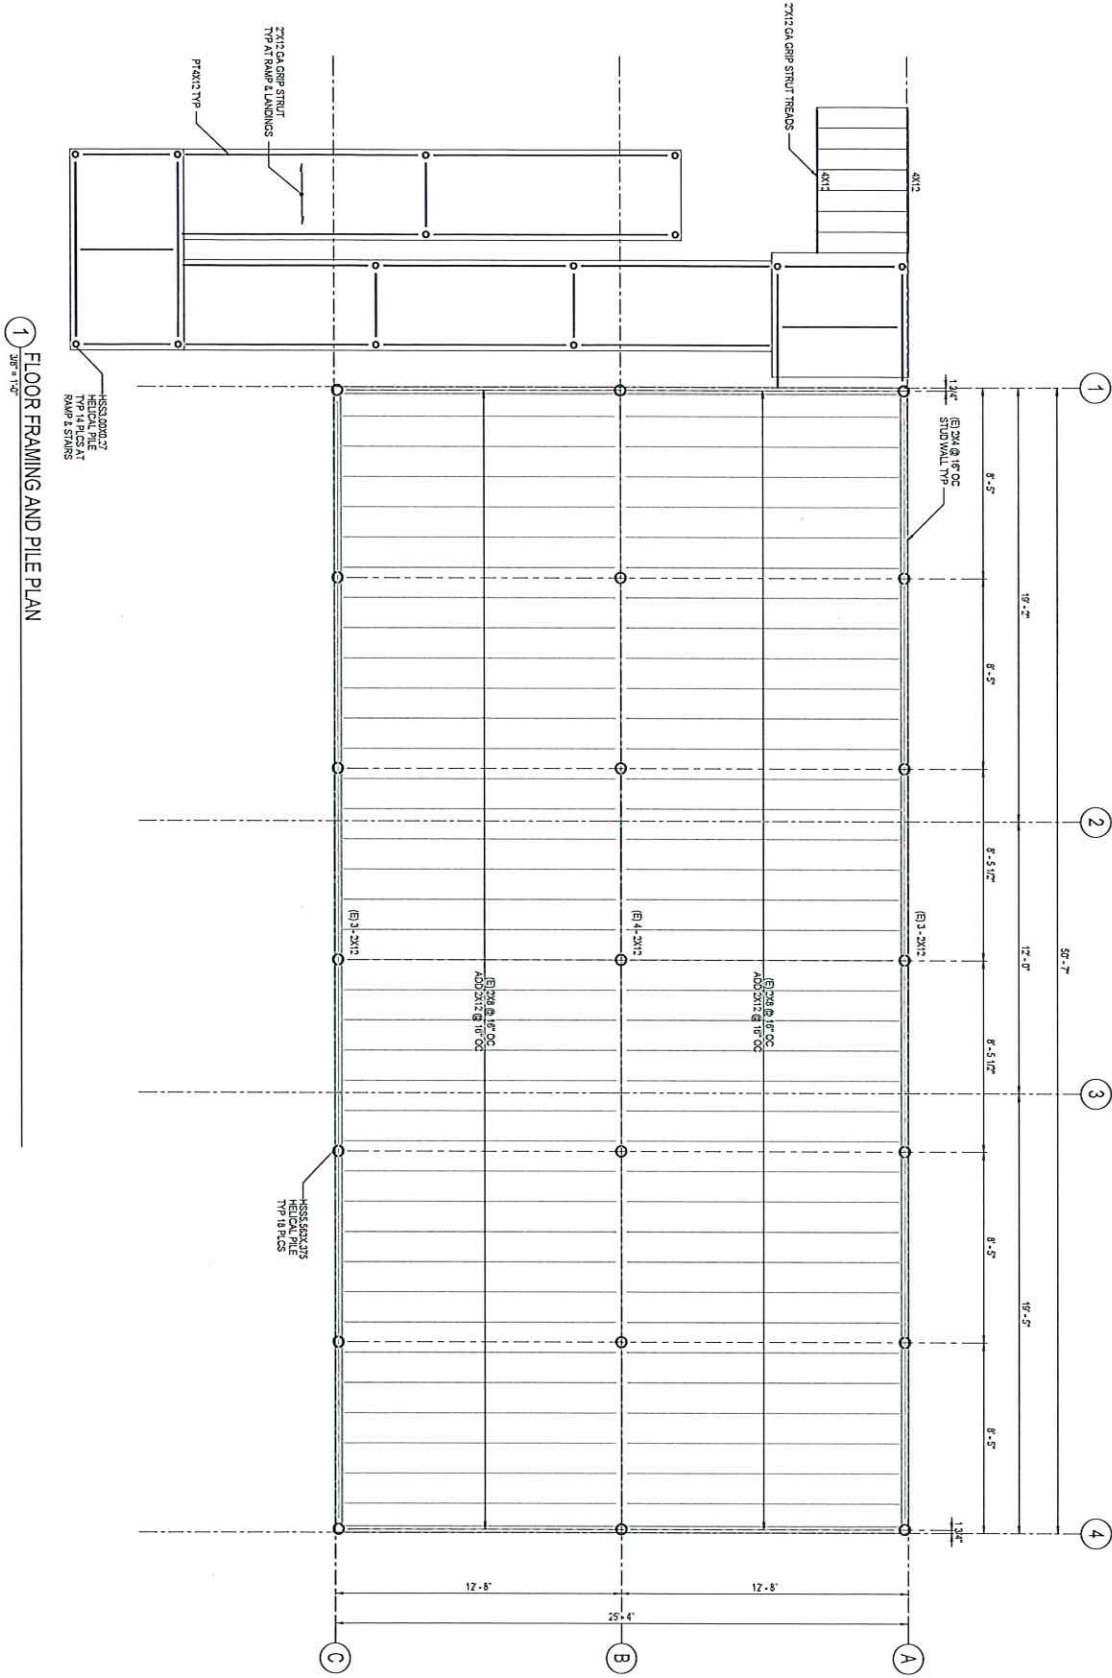 2"X12 GA GRIP STRUT TREADS
4X12
4X12
2"X12 GA GRIP STRUT
TYP AT RAMP & LANDINGS
PT4X12 TYP
HSS3.00X0.27
HELICAL PILE
TYP 14 PLCS AT
RAMP & STAIRS
1
2
3
4
50'-7"
19'-2"
12'-0"
19'-5"
8'-5"
8'-5"
8'-5 1/2"
8'-5 1/2"
8'-5"
8'-5"
1 3/4"
1 3/4"
(E) 2X4 @ 16" OC
STUD WALL TYP
(E) 3 - 2X12
(E) 2X8 @ 16" OC
ADD 2X12 @ 16" OC
(E) 4 - 2X12
(E) 2X8 @ 16" OC
ADD 2X12 @ 16" OC
(E) 3 - 2X12
HSS5.563X.375
HELICAL PILE
TYP 18 PLCS
12'-8"
12'-8"
25'-4"
A
B
C
1
FLOOR FRAMING AND PILE PLAN
3/8" = 1'-0"